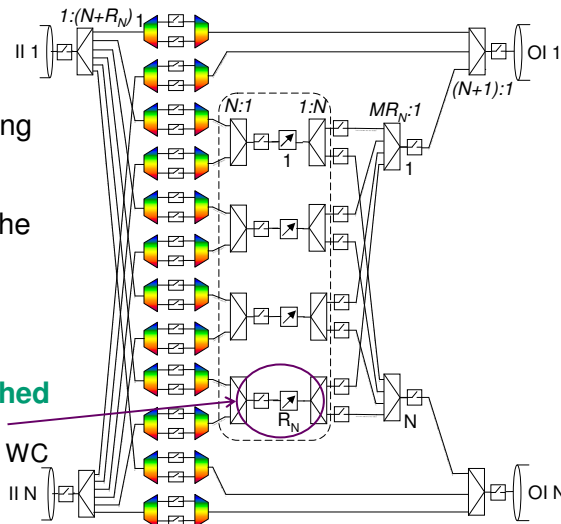 1:(N+R_N) 1
II 1
OI 1
(N+1):1
N:1 1:N
MR_N:1
ing
1
1
he
hed
R_N
N
WC
II N
OI N